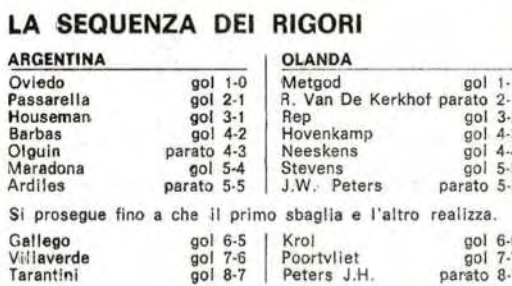 LA SEQUENZA DEI RIGORI
ARGENTINA OLANDA
Oviedo gol 1-0 Metgod gol 1-
Passarella gol 2-1 R. Van De Kerkhof parato 2-
Houseman gol 3-1 Rep gol 3-
Barbas gol 4-2 Hovenkamp gol 4-
Olguin parato 4-3 Neeskens gol 4-
Maradona gol 5-4 Stevens gol 5-
Ardiles parato 5-5 J.W. Peters parato 5-
Si prosegue fino a che il primo sbaglia e l'altro realizza.
Gallego gol 6-5 Krol gol 6-
Villaverde gol 7-6 Poortvliet gol 7-
Tarantini gol 8-7 Peters J.H. parato 8-